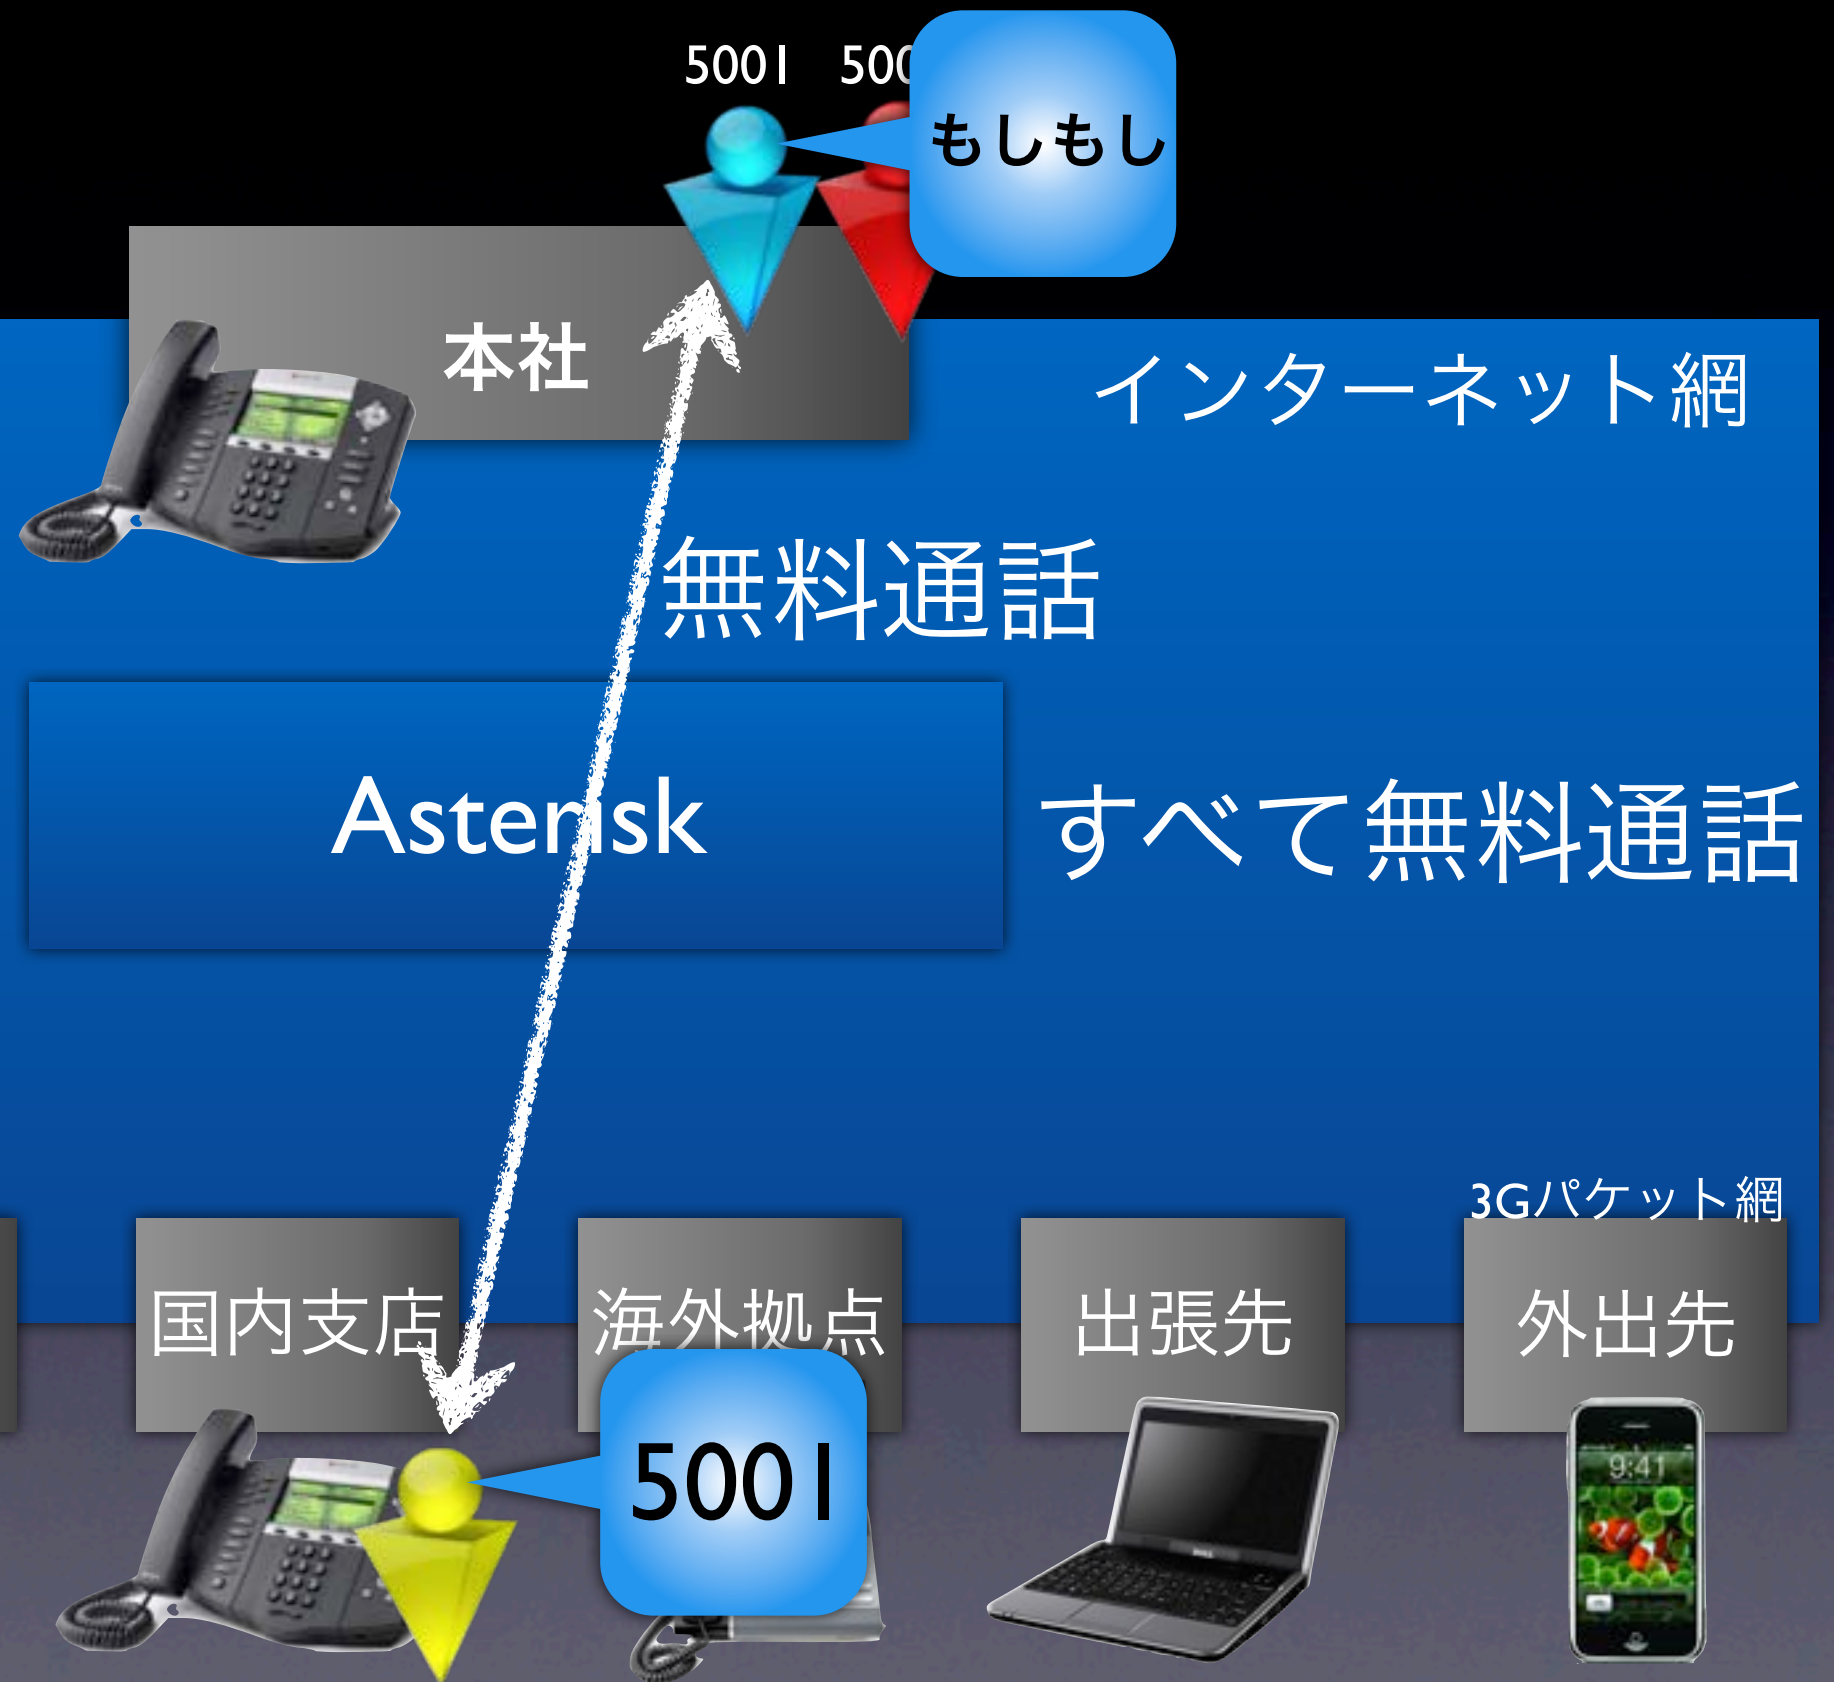 5001
もしもし
本社
インターネット網
無料通話
Asterisk
すべて無料通話
3Gパケット網
国内支店
海外拠点
出張先
外出先
5001
9:41